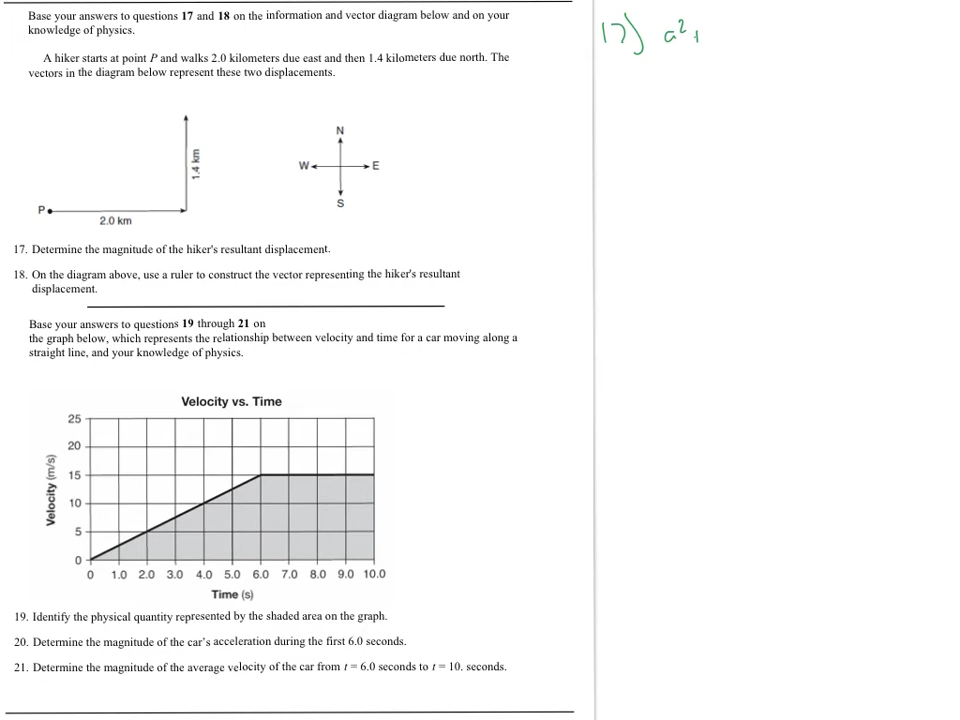 Base your answers to questions 17 and 18 on the information and vector diagram below and on your
knowledge of physics.
A hiker starts at point P and walks 2.0 kilometers due east and then 1.4 kilometers due north. The
vectors in the diagram below represent these two displacements.
1.4 km
P
2.0 km
N
W E
S
17. Determine the magnitude of the hiker's resultant displacement.
18. On the diagram above, use a ruler to construct the vector representing the hiker's resultant
displacement.
Base your answers to questions 19 through 21 on
the graph below, which represents the relationship between velocity and time for a car moving along a
straight line, and your knowledge of physics.
Velocity vs. Time
Velocity (m/s)
25
20
15
10
5
0
0 1.0 2.0 3.0 4.0 5.0 6.0 7.0 8.0 9.0 10.0
Time (s)
19. Identify the physical quantity represented by the shaded area on the graph.
20. Determine the magnitude of the car's acceleration during the first 6.0 seconds.
21. Determine the magnitude of the average velocity of the car from t = 6.0 seconds to t = 10. seconds.
17) a² +